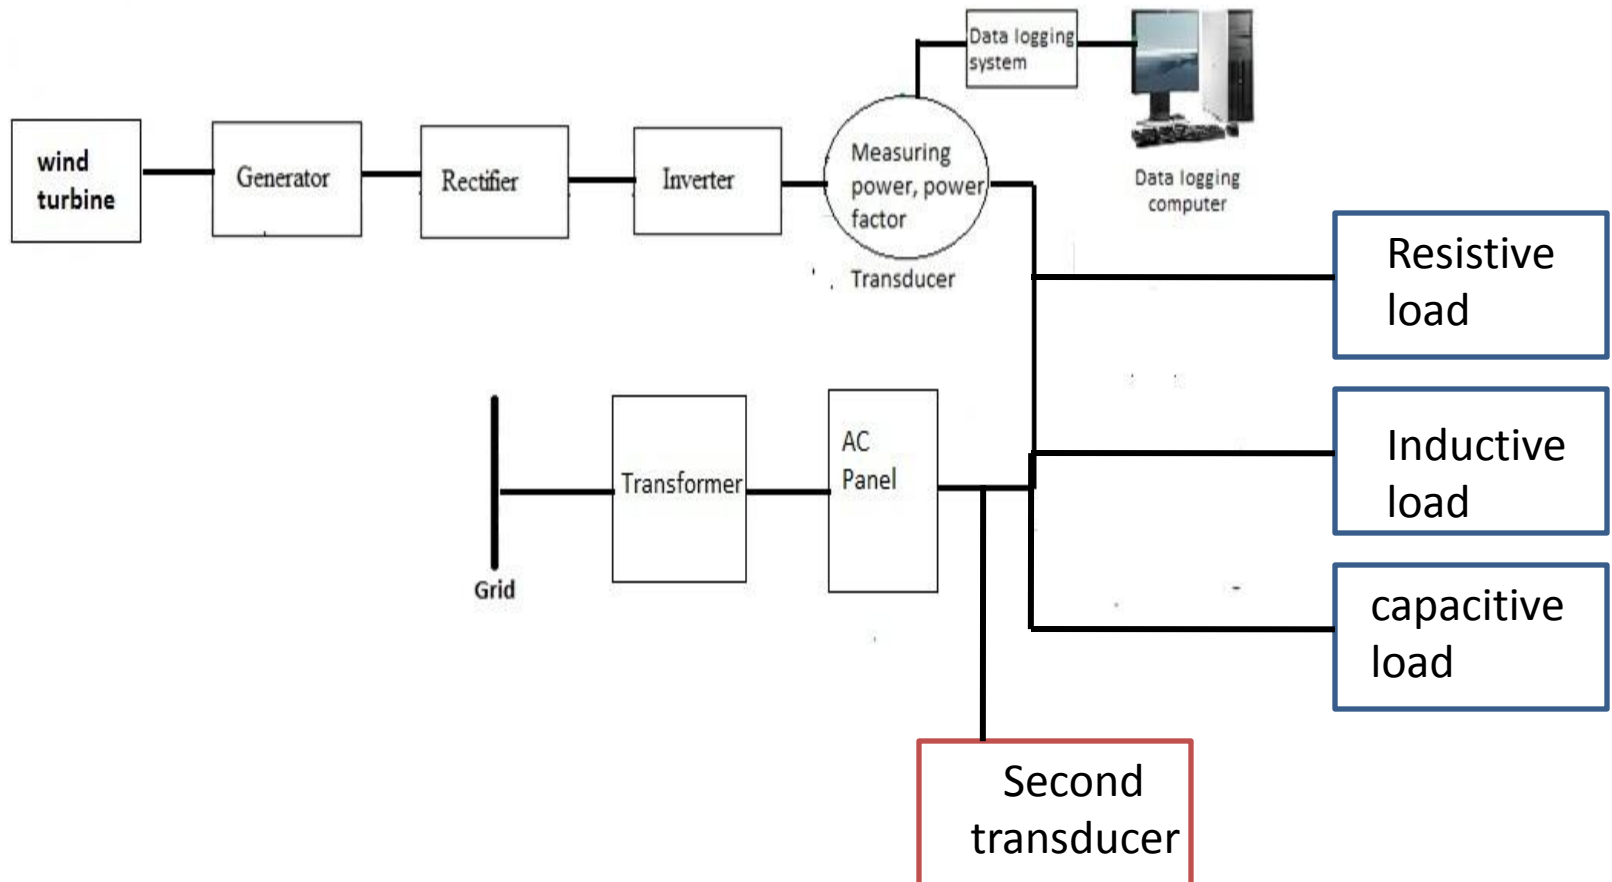 Data logging
system
wind
turbine
Generator
Rectifier
Inverter
Measuring
power, power
factor
Transducer
Data logging
computer
Resistive
load
Inductive
load
capacitive
load
Grid
Transformer
AC
Panel
Second
transducer